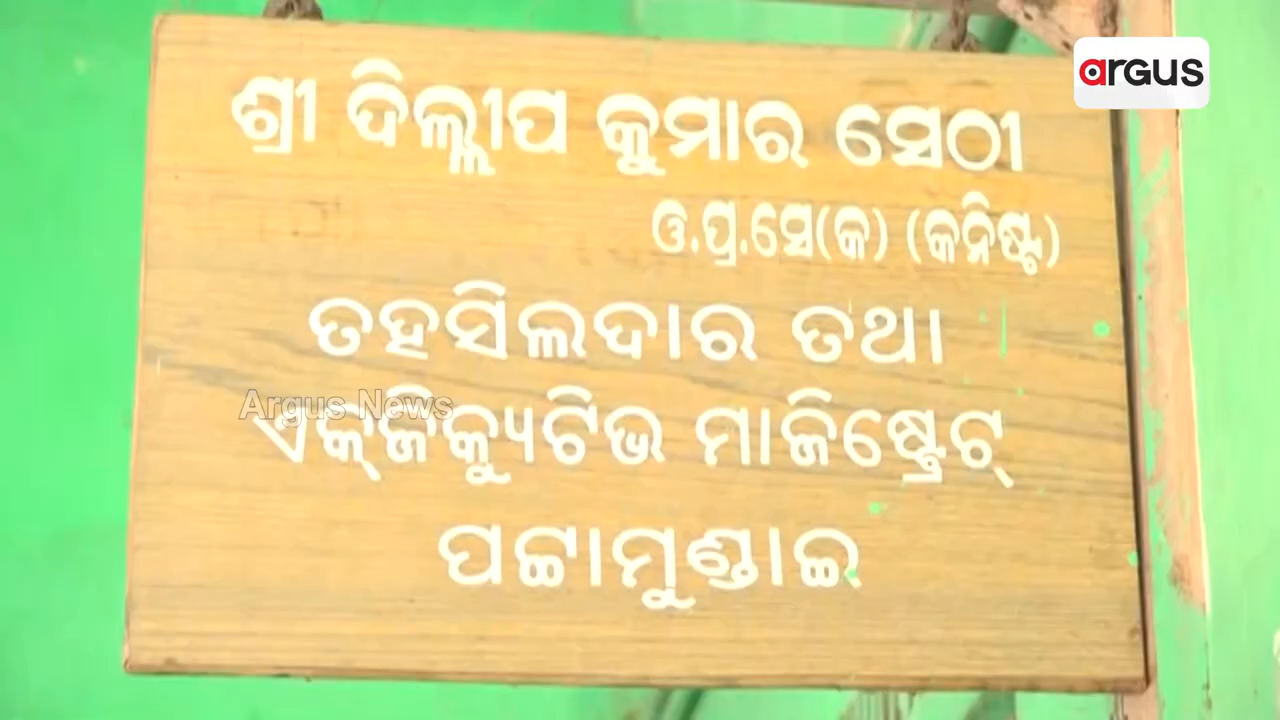 argus
ଶ୍ରୀ ଦିଲ୍ଲୀପ କୁମାର ସେଠୀ
ଓ.ପ୍ର.ସେ(କ) (କନିଷ୍ଟ)
ତହସିଲଦାର ତଥା
Argus News
ଏକ୍‌ଜିକ୍ୟୁଟିଭ ମାଜିଷ୍ଟ୍ରେଟ୍
ପଟ୍ଟାମୁଣ୍ଡାଇ